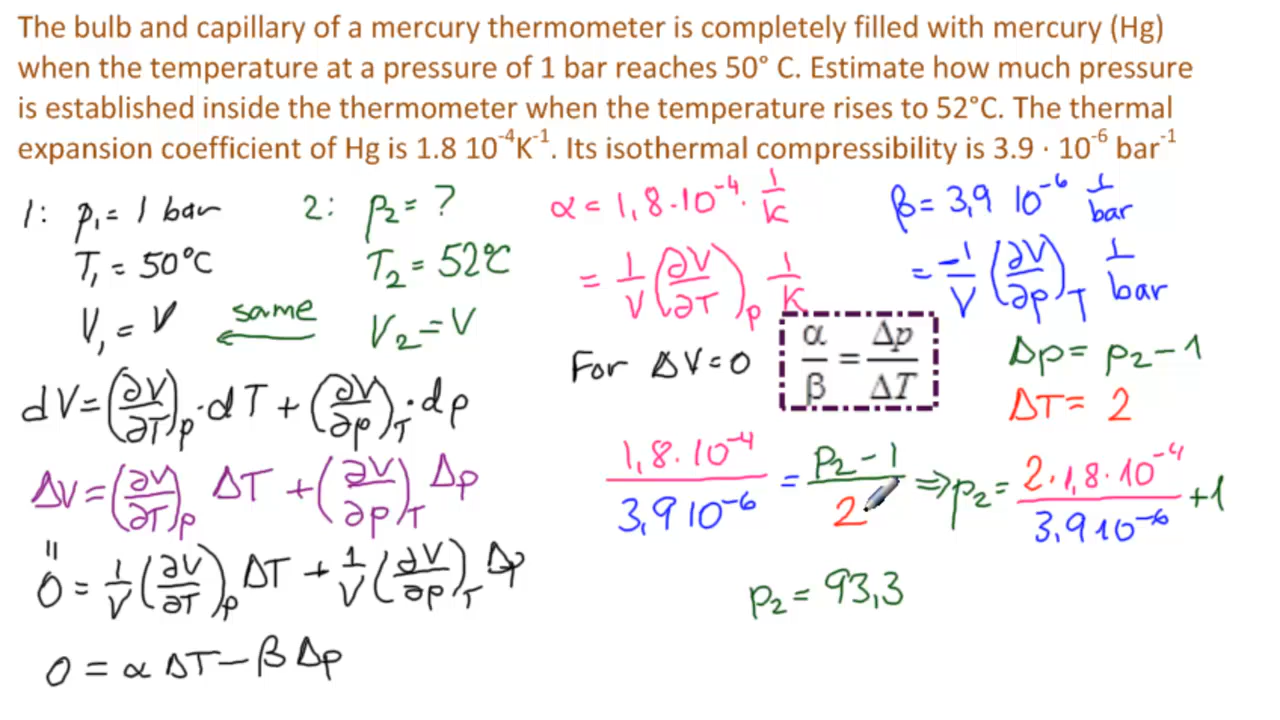 The bulb and capillary of a mercury thermometer is completely filled with mercury (Hg)
when the temperature at a pressure of 1 bar reaches 50° C. Estimate how much pressure
is established inside the thermometer when the temperature rises to 52°C. The thermal
expansion coefficient of Hg is 1.8 10⁻⁴K⁻¹. Its isothermal compressibility is 3.9 · 10⁻⁶ bar⁻¹
1: p₁ = 1 bar
T₁ = 50°C
V₁ = V
same
2: p₂ = ?
T₂ = 52°C
V₂ = V
dV = (∂V/∂T)ₚ · dT + (∂V/∂p)_T · dp
ΔV = (∂V/∂T)ₚ ΔT + (∂V/∂p)_T Δp
"
0 = 1/V (∂V/∂T)ₚ ΔT + 1/V (∂V/∂p)_T Δp
0 = α ΔT − β Δp
α = 1,8 · 10⁻⁴ · 1/K
= 1/V (∂V/∂T)ₚ 1/K
β = 3,9 10⁻⁶ 1/bar
= −1/V (∂V/∂p)_T 1/bar
For ΔV = 0
α/β = Δp/ΔT
Δp = p₂ − 1
ΔT = 2
1,8 · 10⁻⁴ / 3,9 10⁻⁶ = p₂ − 1 / 2 ⇒ p₂ = 2 · 1,8 · 10⁻⁴ / 3,9 10⁻⁶ + 1
p₂ = 93,3